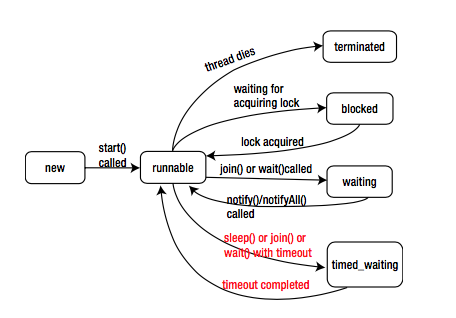 thread dies
terminated
waiting for
acquiring lock
blocked
lock acquired
start()
called
new
runnable
join() or wait()called
waiting
notify()/notifyAll()
called
sleep() or join() or
wait() with timeout
timed_waiting
timeout completed